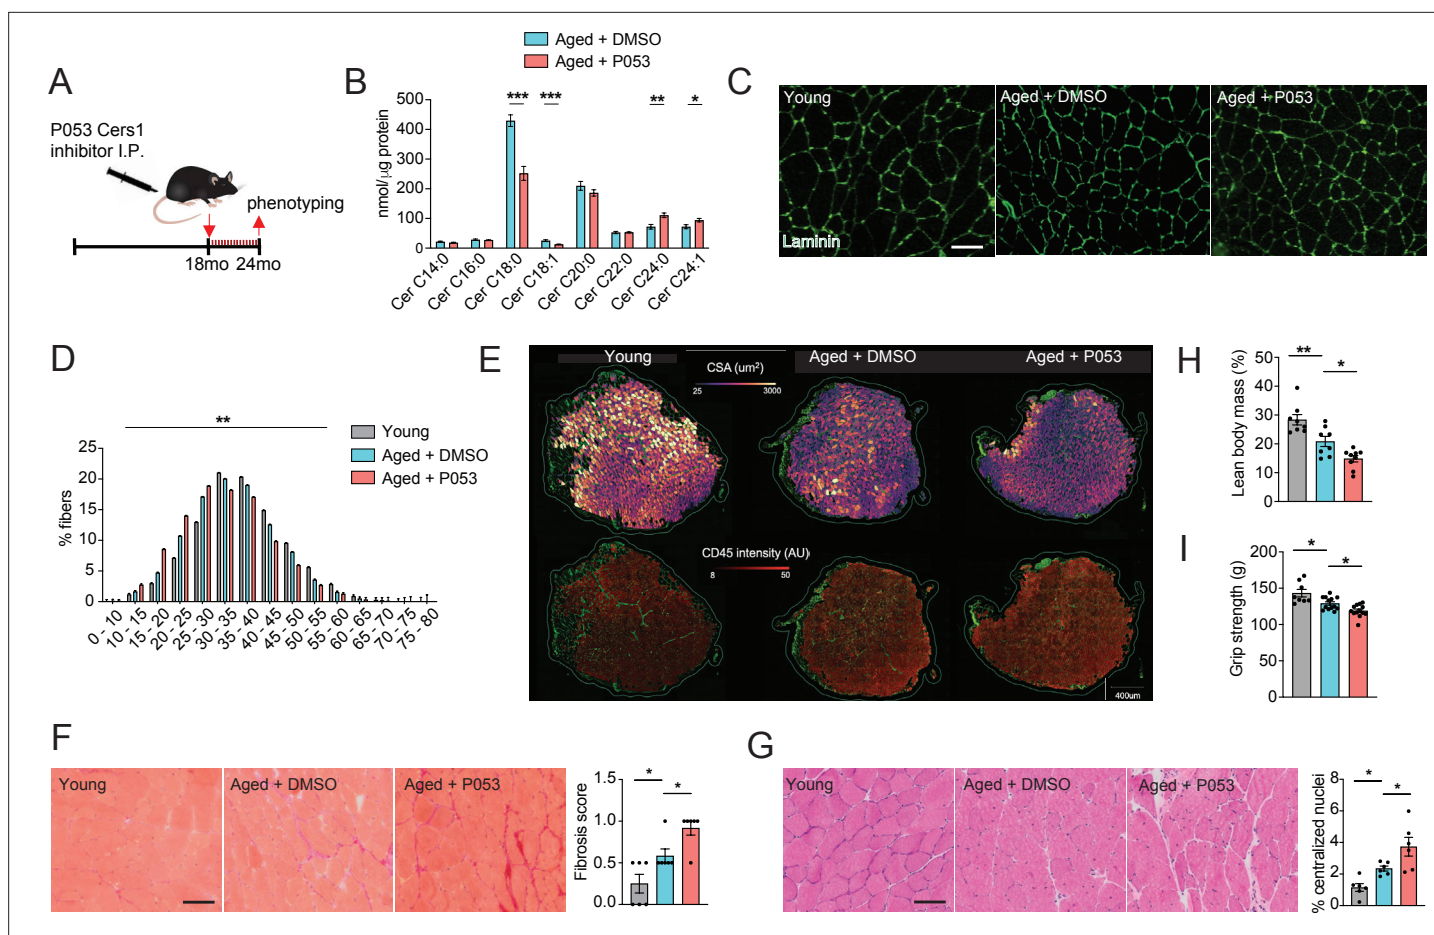 A
P053 Cers1
inhibitor I.P.
phenotyping
18mo
24mo
B
Aged + DMSO
Aged + P053
nmol/µg protein
500
400
300
200
100
0
***
***
**
*
Cer C14:0
Cer C16:0
Cer C18:0
Cer C18:1
Cer C20:0
Cer C22:0
Cer C24:0
Cer C24:1
C
Young
Aged + DMSO
Aged + P053
Laminin
D
**
Young
Aged + DMSO
Aged + P053
% fibers
25
20
15
10
5
0
0 - 10
10 - 15
15 - 20
20 - 25
25 - 30
30 - 35
35 - 40
40 - 45
45 - 50
50 - 55
55 - 60
60 - 65
65 - 70
70 - 75
75 - 80
E
Young
Aged + DMSO
Aged + P053
CSA (um²)
25
3000
CD45 intensity (AU)
8
50
400um
H
Lean body mass (%)
50
40
30
20
10
0
**
*
I
Grip strength (g)
200
150
100
50
0
*
*
F
Young
Aged + DMSO
Aged + P053
Fibrosis score
1.5
1.0
0.5
0.0
*
*
G
Young
Aged + DMSO
Aged + P053
% centralized nuclei
8
6
4
2
0
*
*